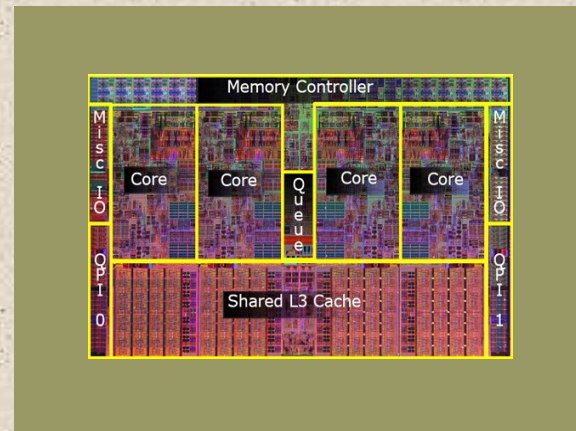 Memory Controller
Misc IO
Core
Core
Queue
Core
Core
Misc IO
QPI 0
Shared L3 Cache
QPI 1